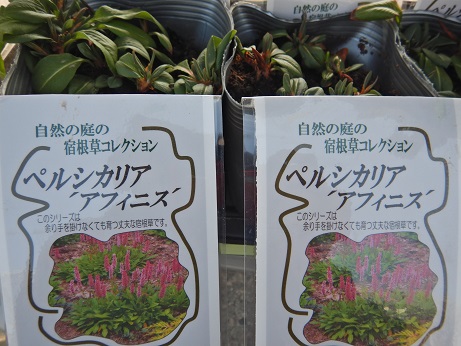 自然の庭の
宿根草コレクション
ペルシカリア
'アフィニス'
このシリーズは
余り手を掛けなくても育つ丈夫な宿根草です。
自然の庭の
宿根草コレクション
ペルシカリア
'アフィニス'
このシリーズは
余り手を掛けなくても育つ丈夫な宿根草です。